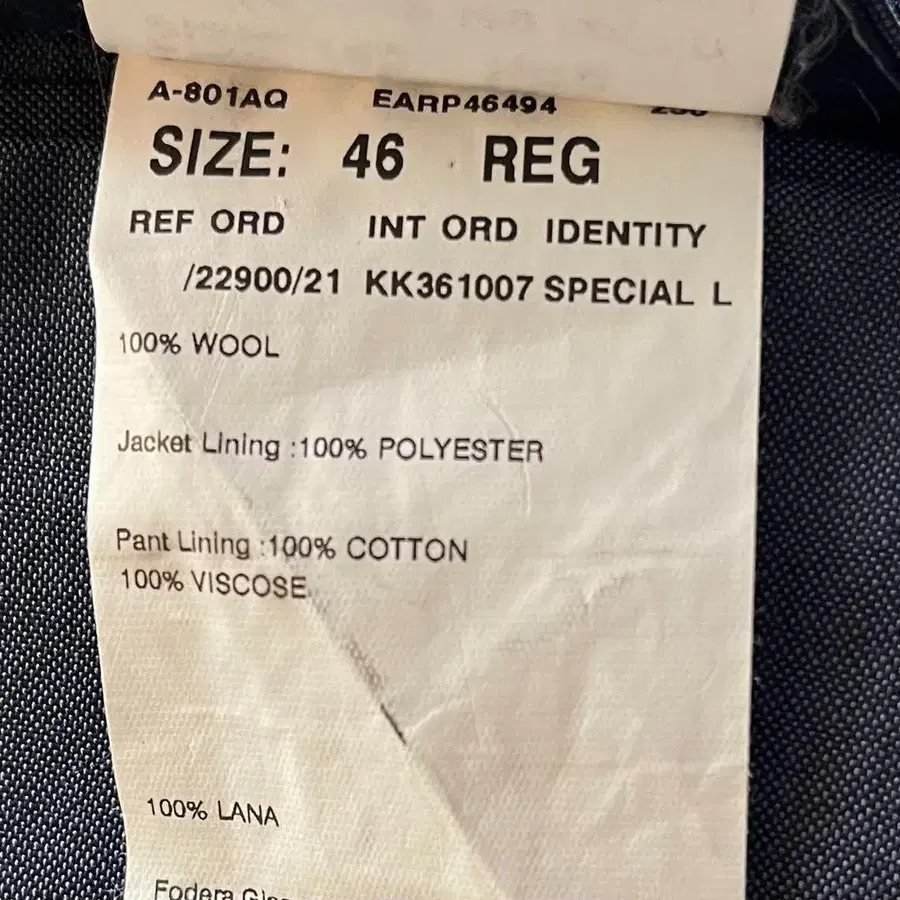 A-801AQ EARP46494
SIZE: 46 REG
REF ORD INT ORD IDENTITY
/22900/21 KK361007 SPECIAL L
100% WOOL
Jacket Lining :100% POLYESTER
Pant Lining :100% COTTON
100% VISCOSE
100% LANA
Fodera